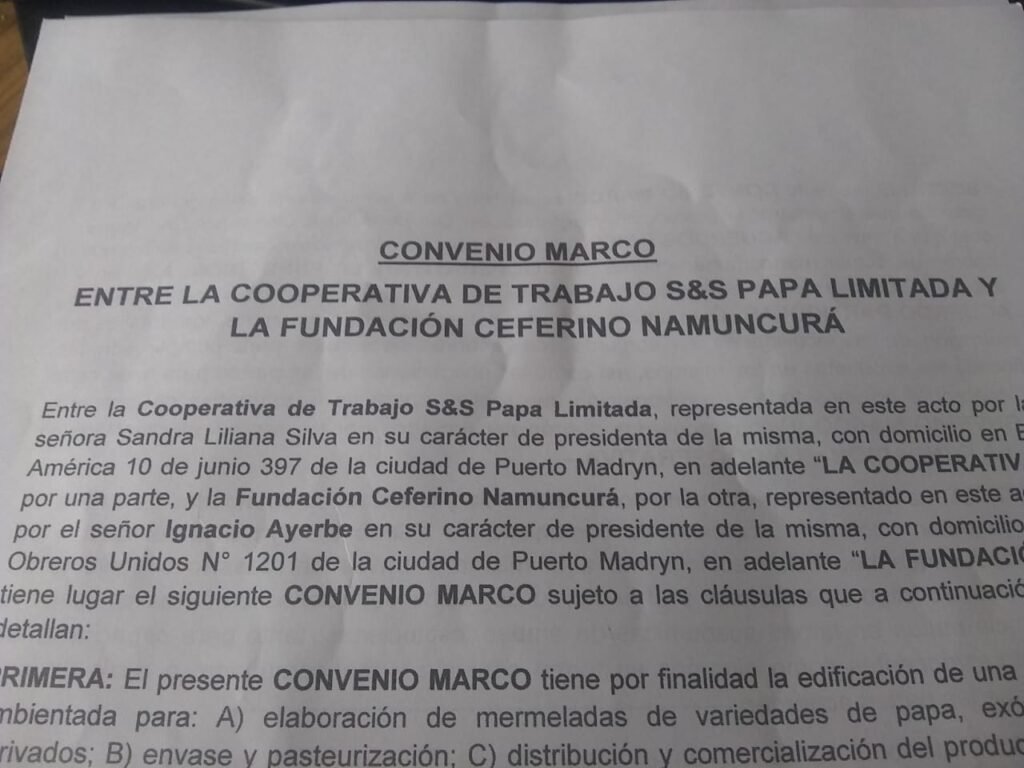 CONVENIO MARCO
ENTRE LA COOPERATIVA DE TRABAJO S&S PAPA LIMITADA Y
LA FUNDACIÓN CEFERINO NAMUNCURÁ
Entre la Cooperativa de Trabajo S&S Papa Limitada, representada en este acto por
señora Sandra Liliana Silva en su carácter de presidenta de la misma, con domicilio en
América 10 de junio 397 de la ciudad de Puerto Madryn, en adelante “LA COOPERATIV
por una parte, y la Fundación Ceferino Namuncurá, por la otra, representado en este
por el señor Ignacio Ayerbe en su carácter de presidente de la misma, con domicilio
Obreros Unidos N° 1201 de la ciudad de Puerto Madryn, en adelante “LA FUNDACIÓ
tiene lugar el siguiente CONVENIO MARCO sujeto a las cláusulas que a continuació
detallan:
PRIMERA: El presente CONVENIO MARCO tiene por finalidad la edificación de una
mbientada para: A) elaboración de mermeladas de variedades de papa, exó
rivados; B) envase y pasteurización; C) distribución y comercialización del produc